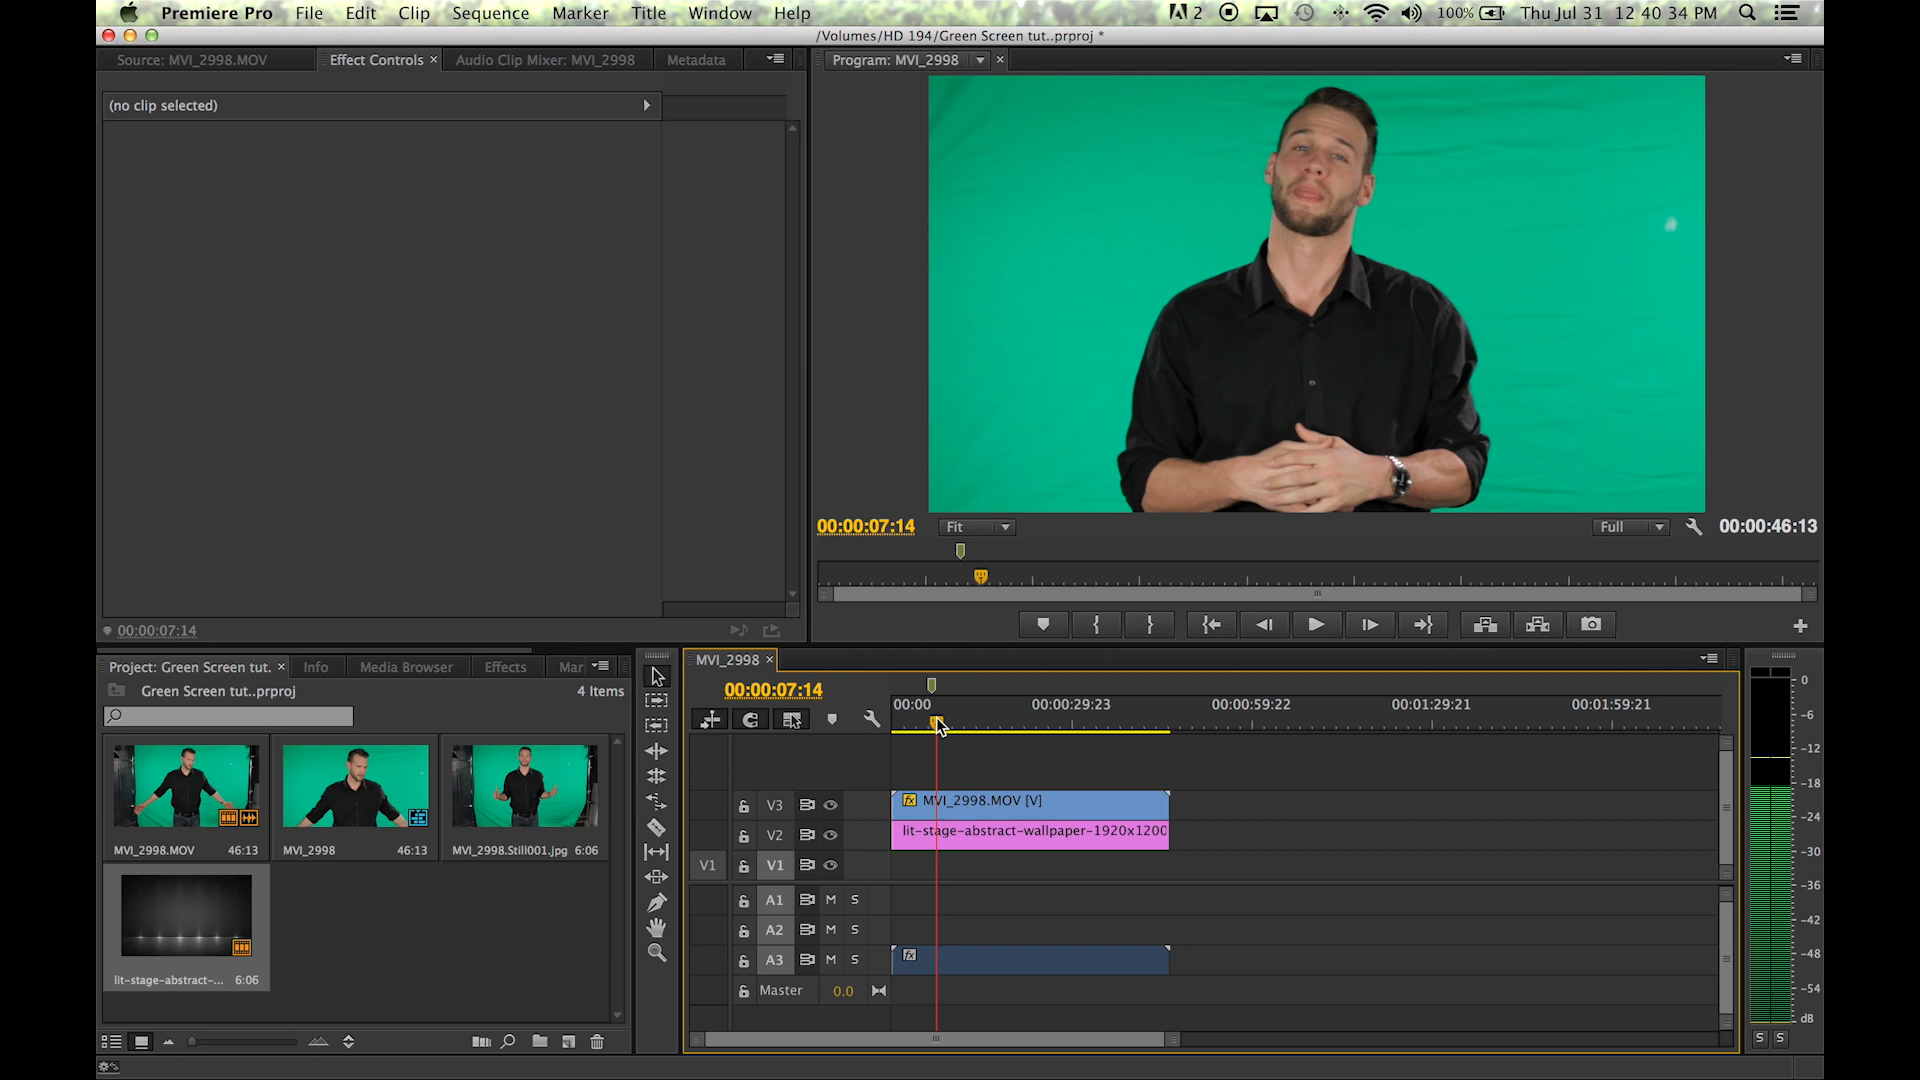 Premiere Pro File Edit Clip Sequence Marker Title Window Help 2 100% Thu Jul 31 12 40 34 PM
/Volumes/HD 194/Green Screen tut..prproj *
Source: MVI_2998.MOV Effect Controls × Audio Clip Mixer: MVI_2998 Metadata
Program: MVI_2998 ×
(no clip selected)
00:00:07:14 Fit Full 00:00:46:13
00:00:07:14
Project: Green Screen tut. × Info Media Browser Effects Mar
Green Screen tut..prproj 4 Items
MVI_2998.MOV 46:13
MVI_2998 46:13
MVI_2998.Still001.jpg 6:06
lit-stage-abstract-... 6:06
MVI_2998 ×
00:00:07:14
00:00 00:00:29:23 00:00:59:22 00:01:29:21 00:01:59:21
V3 fx MVI_2998.MOV [V]
V2 lit-stage-abstract-wallpaper-1920x1200
V1 V1
A1 M S
A2 M S
A3 M S fx
Master 0.0
0
-6
-12
-18
-24
-30
-36
-42
-48
-54
dB
S S